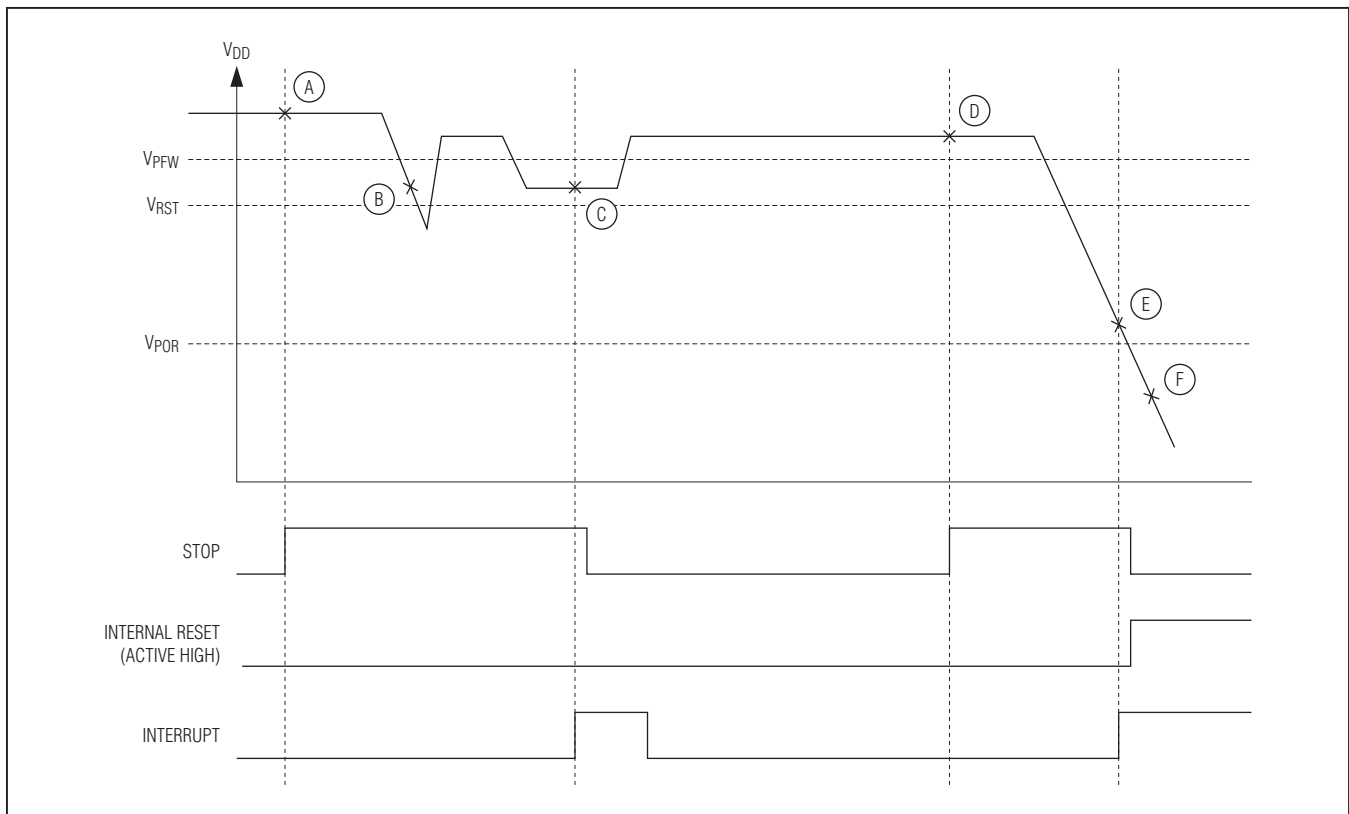 VDD
A
D
VPFW
B
VRST
C
E
VPOR
F
STOP
INTERNAL RESET
(ACTIVE HIGH)
INTERRUPT